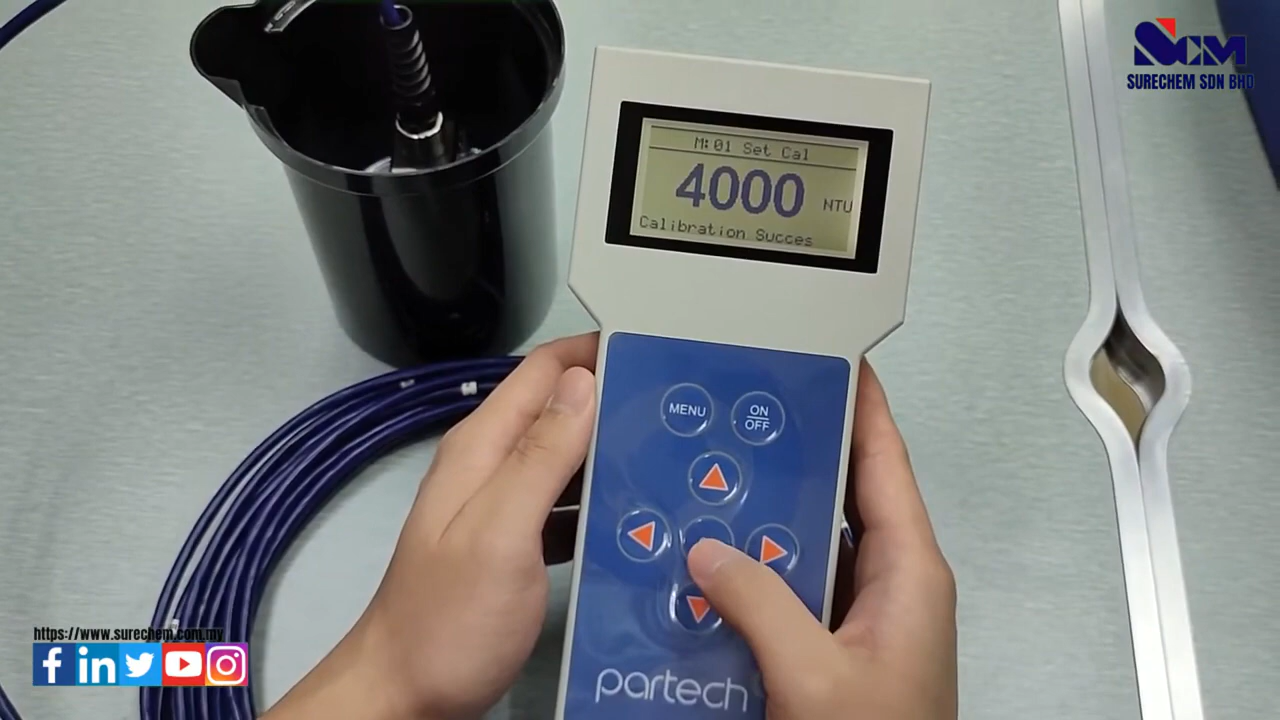 SCM
SURECHEM SDN BHD
M:01 Set Cal
4000 NTU
Calibration Succes
MENU
ON
OFF
partech
https://www.surechem.com.my
f in